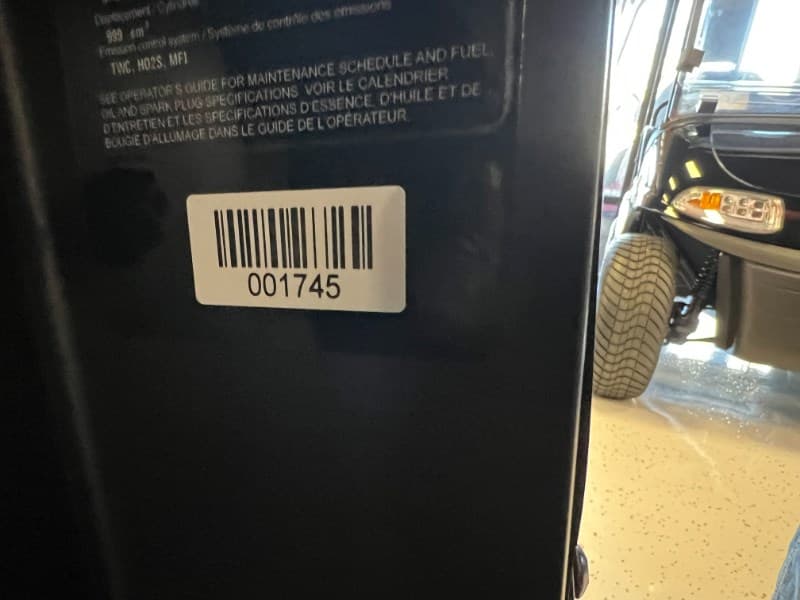 Displacement / Cylindrée
999 cm³
Emission control system / Système de contrôle des émissions
TWC, HO2S, MFI
SEE OPERATOR'S GUIDE FOR MAINTENANCE SCHEDULE AND FUEL,
OIL AND SPARK PLUG SPECIFICATIONS. VOIR LE CALENDRIER
D'ENTRETIEN ET LES SPÉCIFICATIONS D'ESSENCE, D'HUILE ET DE
BOUGIE D'ALLUMAGE DANS LE GUIDE DE L'OPÉRATEUR.
001745